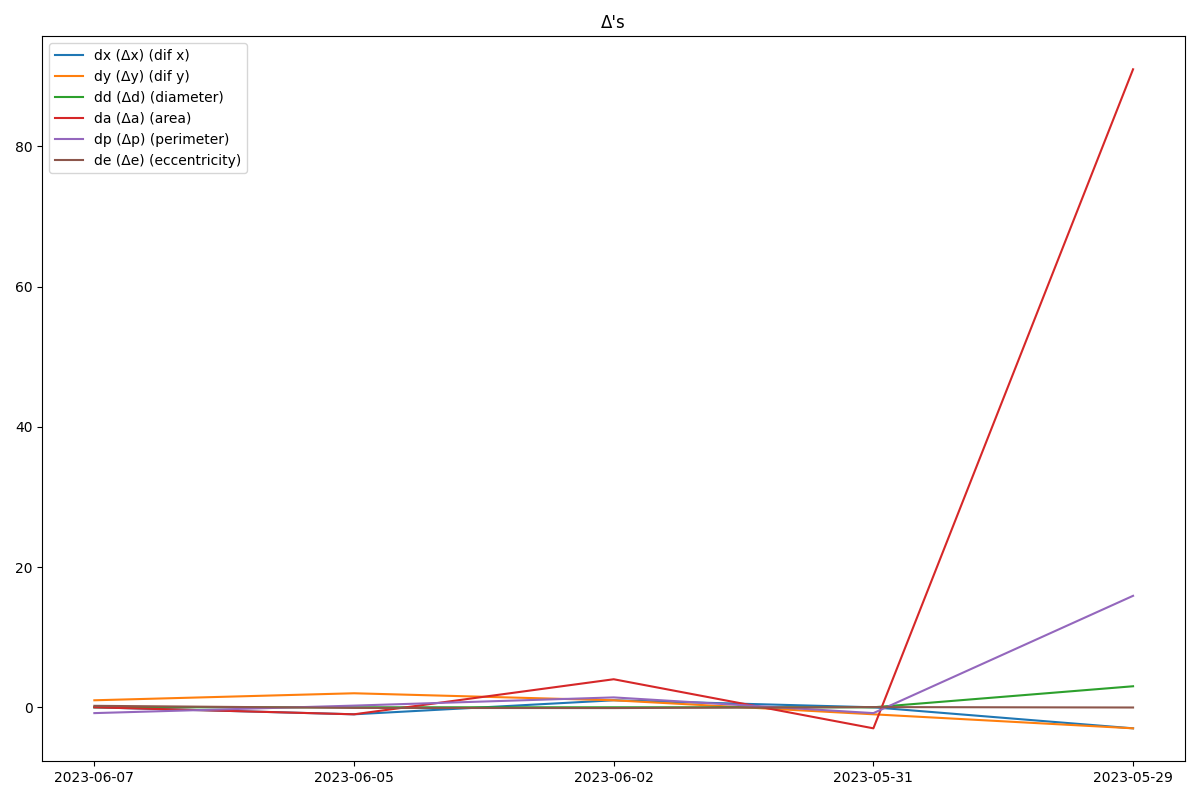 Δ's
dx (Δx) (dif x)
dy (Δy) (dif y)
dd (Δd) (diameter)
da (Δa) (area)
dp (Δp) (perimeter)
de (Δe) (eccentricity)
80
60
40
20
0
2023-06-07 2023-06-05 2023-06-02 2023-05-31 2023-05-29